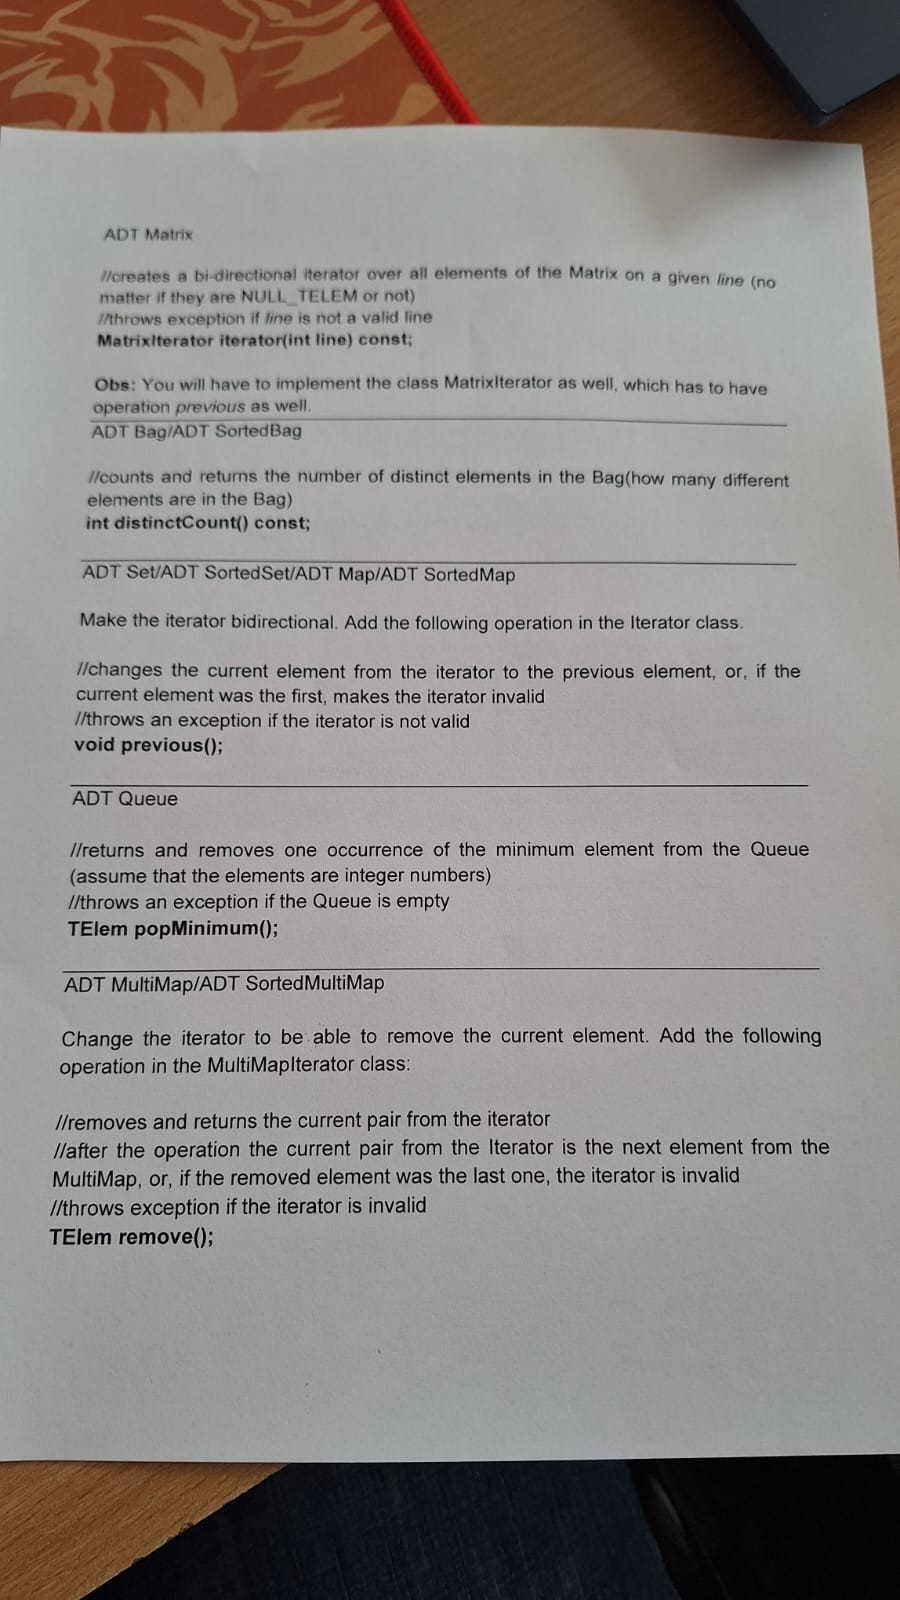 ADT Matrix
//creates a bi-directional iterator over all elements of the Matrix on a given line (no
matter if they are NULL_TELEM or not)
//throws exception if line is not a valid line
MatrixIterator iterator(int line) const;
Obs: You will have to implement the class MatrixIterator as well, which has to have
operation previous as well.
ADT Bag/ADT SortedBag
//counts and returns the number of distinct elements in the Bag(how many different
elements are in the Bag)
int distinctCount() const;
ADT Set/ADT SortedSet/ADT Map/ADT SortedMap
Make the iterator bidirectional. Add the following operation in the Iterator class.
//changes the current element from the iterator to the previous element, or, if the
current element was the first, makes the iterator invalid
//throws an exception if the iterator is not valid
void previous();
ADT Queue
//returns and removes one occurrence of the minimum element from the Queue
(assume that the elements are integer numbers)
//throws an exception if the Queue is empty
TElem popMinimum();
ADT MultiMap/ADT SortedMultiMap
Change the iterator to be able to remove the current element. Add the following
operation in the MultiMapIterator class:
//removes and returns the current pair from the iterator
//after the operation the current pair from the Iterator is the next element from the
MultiMap, or, if the removed element was the last one, the iterator is invalid
//throws exception if the iterator is invalid
TElem remove();